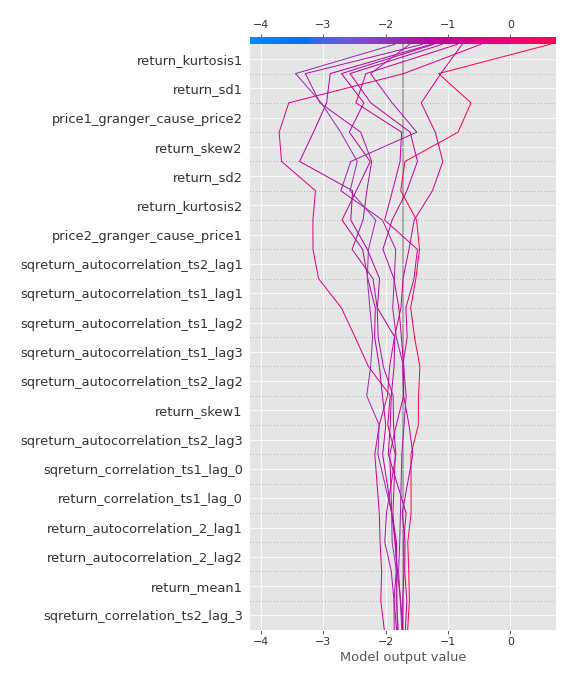 −4 −3 −2 −1 0
return_kurtosis1
return_sd1
price1_granger_cause_price2
return_skew2
return_sd2
return_kurtosis2
price2_granger_cause_price1
sqreturn_autocorrelation_ts2_lag1
sqreturn_autocorrelation_ts1_lag1
sqreturn_autocorrelation_ts1_lag2
sqreturn_autocorrelation_ts1_lag3
sqreturn_autocorrelation_ts2_lag2
return_skew1
sqreturn_autocorrelation_ts2_lag3
sqreturn_correlation_ts1_lag_0
return_correlation_ts1_lag_0
return_autocorrelation_2_lag1
return_autocorrelation_2_lag2
return_mean1
sqreturn_correlation_ts2_lag_3
−4 −3 −2 −1 0
Model output value